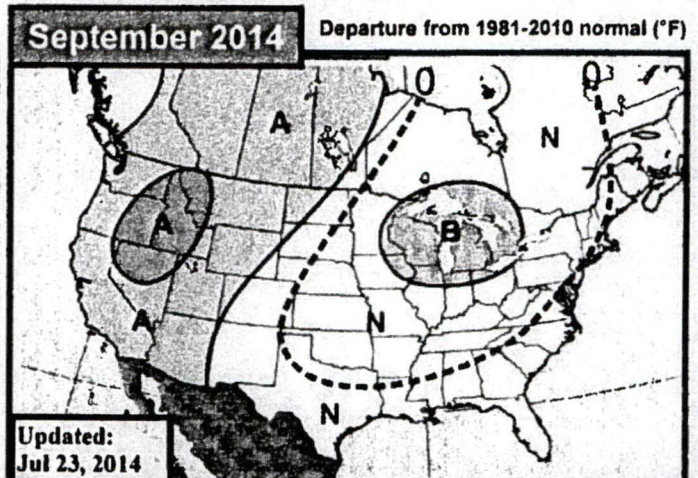 September 2014
Departure from 1981-2010 normal (°F)
0 0
A
N
A
B
A
N
N
Updated:
Jul 23, 2014